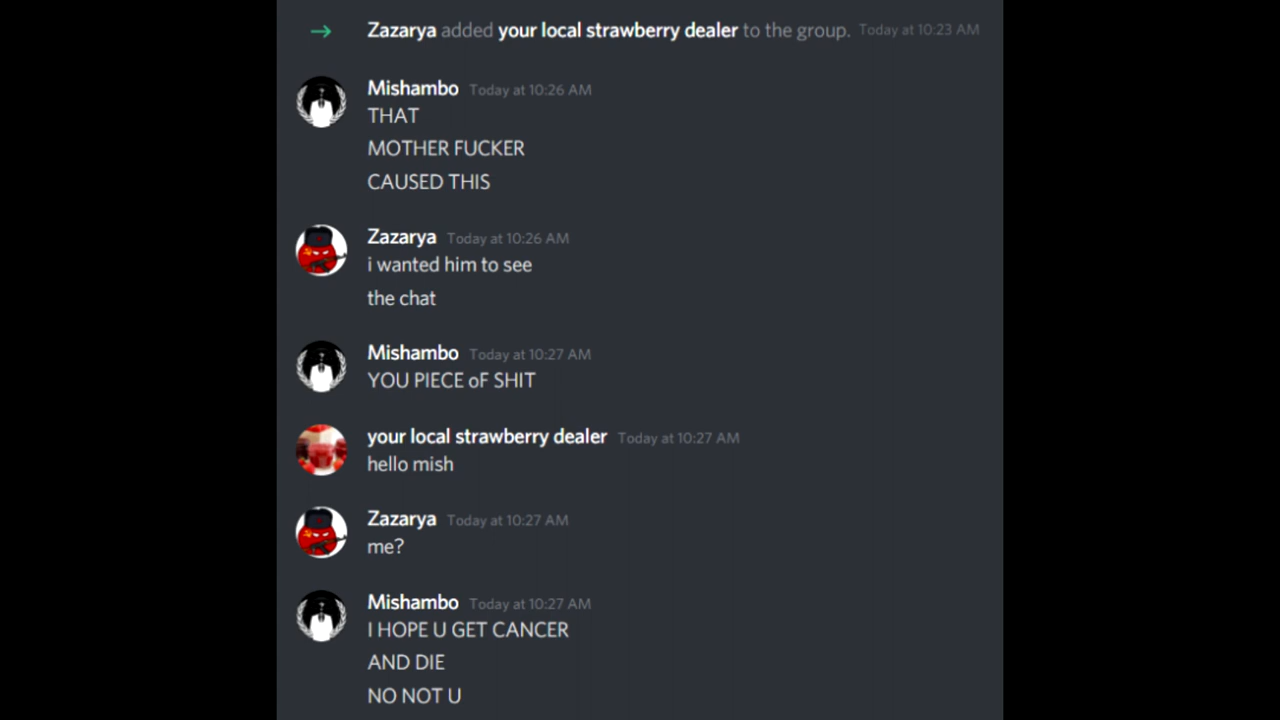 Zazarya added your local strawberry dealer to the group. Today at 10:23 AM
Mishambo Today at 10:26 AM
THAT
MOTHER FUCKER
CAUSED THIS
Zazarya Today at 10:26 AM
i wanted him to see
the chat
Mishambo Today at 10:27 AM
YOU PIECE oF SHIT
your local strawberry dealer Today at 10:27 AM
hello mish
Zazarya Today at 10:27 AM
me?
Mishambo Today at 10:27 AM
I HOPE U GET CANCER
AND DIE
NO NOT U